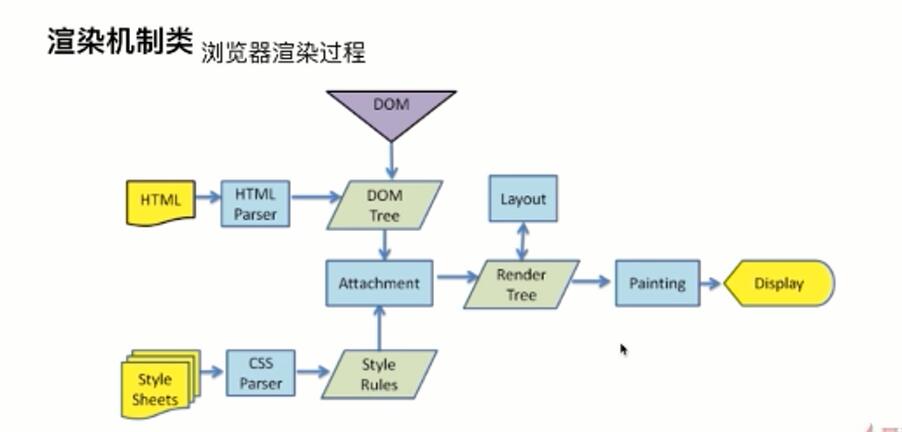 渲染机制类 浏览器渲染过程
DOM
HTML
HTML
Parser
DOM
Tree
Layout
Attachment
Render
Tree
Painting
Display
Style
Sheets
CSS
Parser
Style
Rules